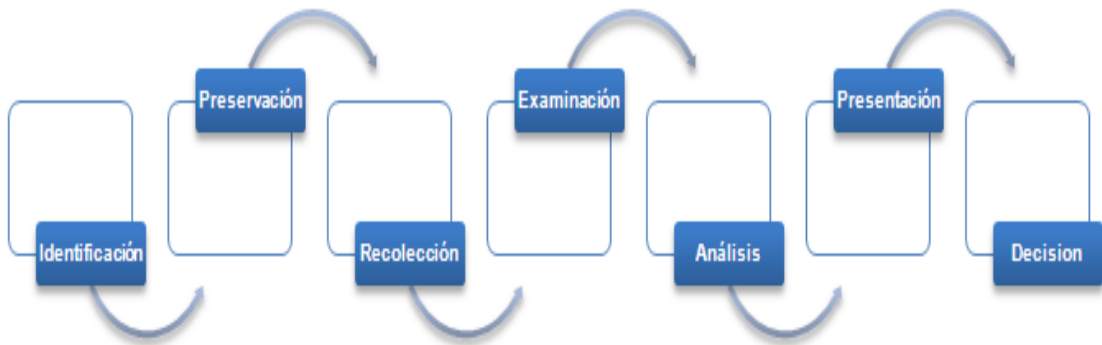 Identificación
Preservación
Recolección
Examinación
Análisis
Presentación
Decision